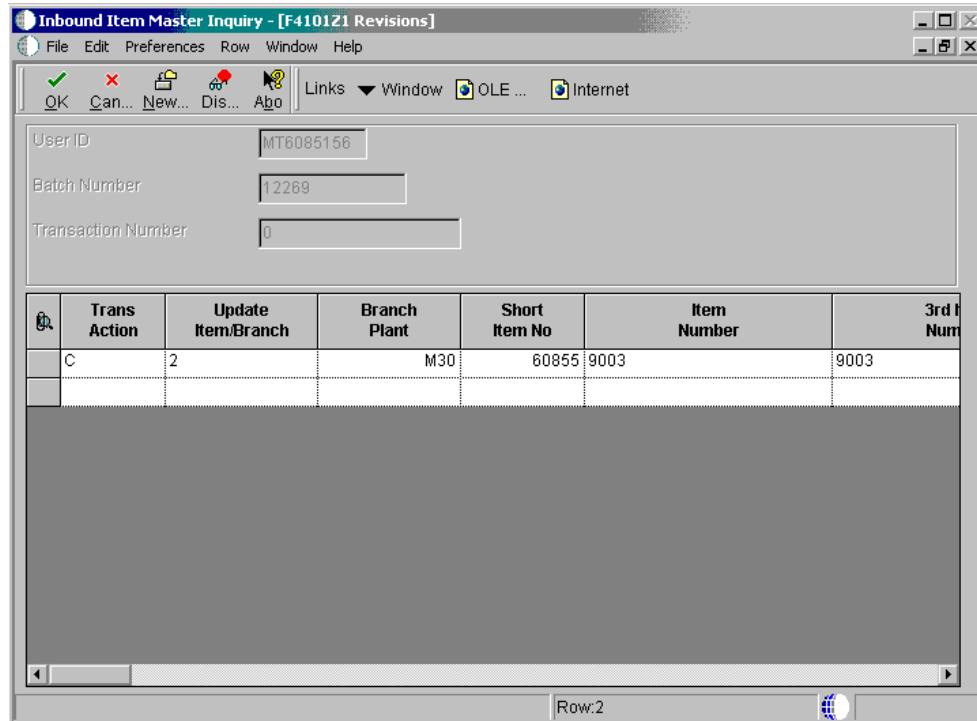 Inbound Item Master Inquiry - [F4101Z1 Revisions]
File Edit Preferences Row Window Help
OK Can... New... Dis... Abo Links Window OLE ... Internet
User ID MT6085156
Batch Number 12269
Transaction Number 0
Trans Action Update Item/Branch Branch Plant Short Item No Item Number 3rd
C 2 M30 60855 9003 9003
Row:2